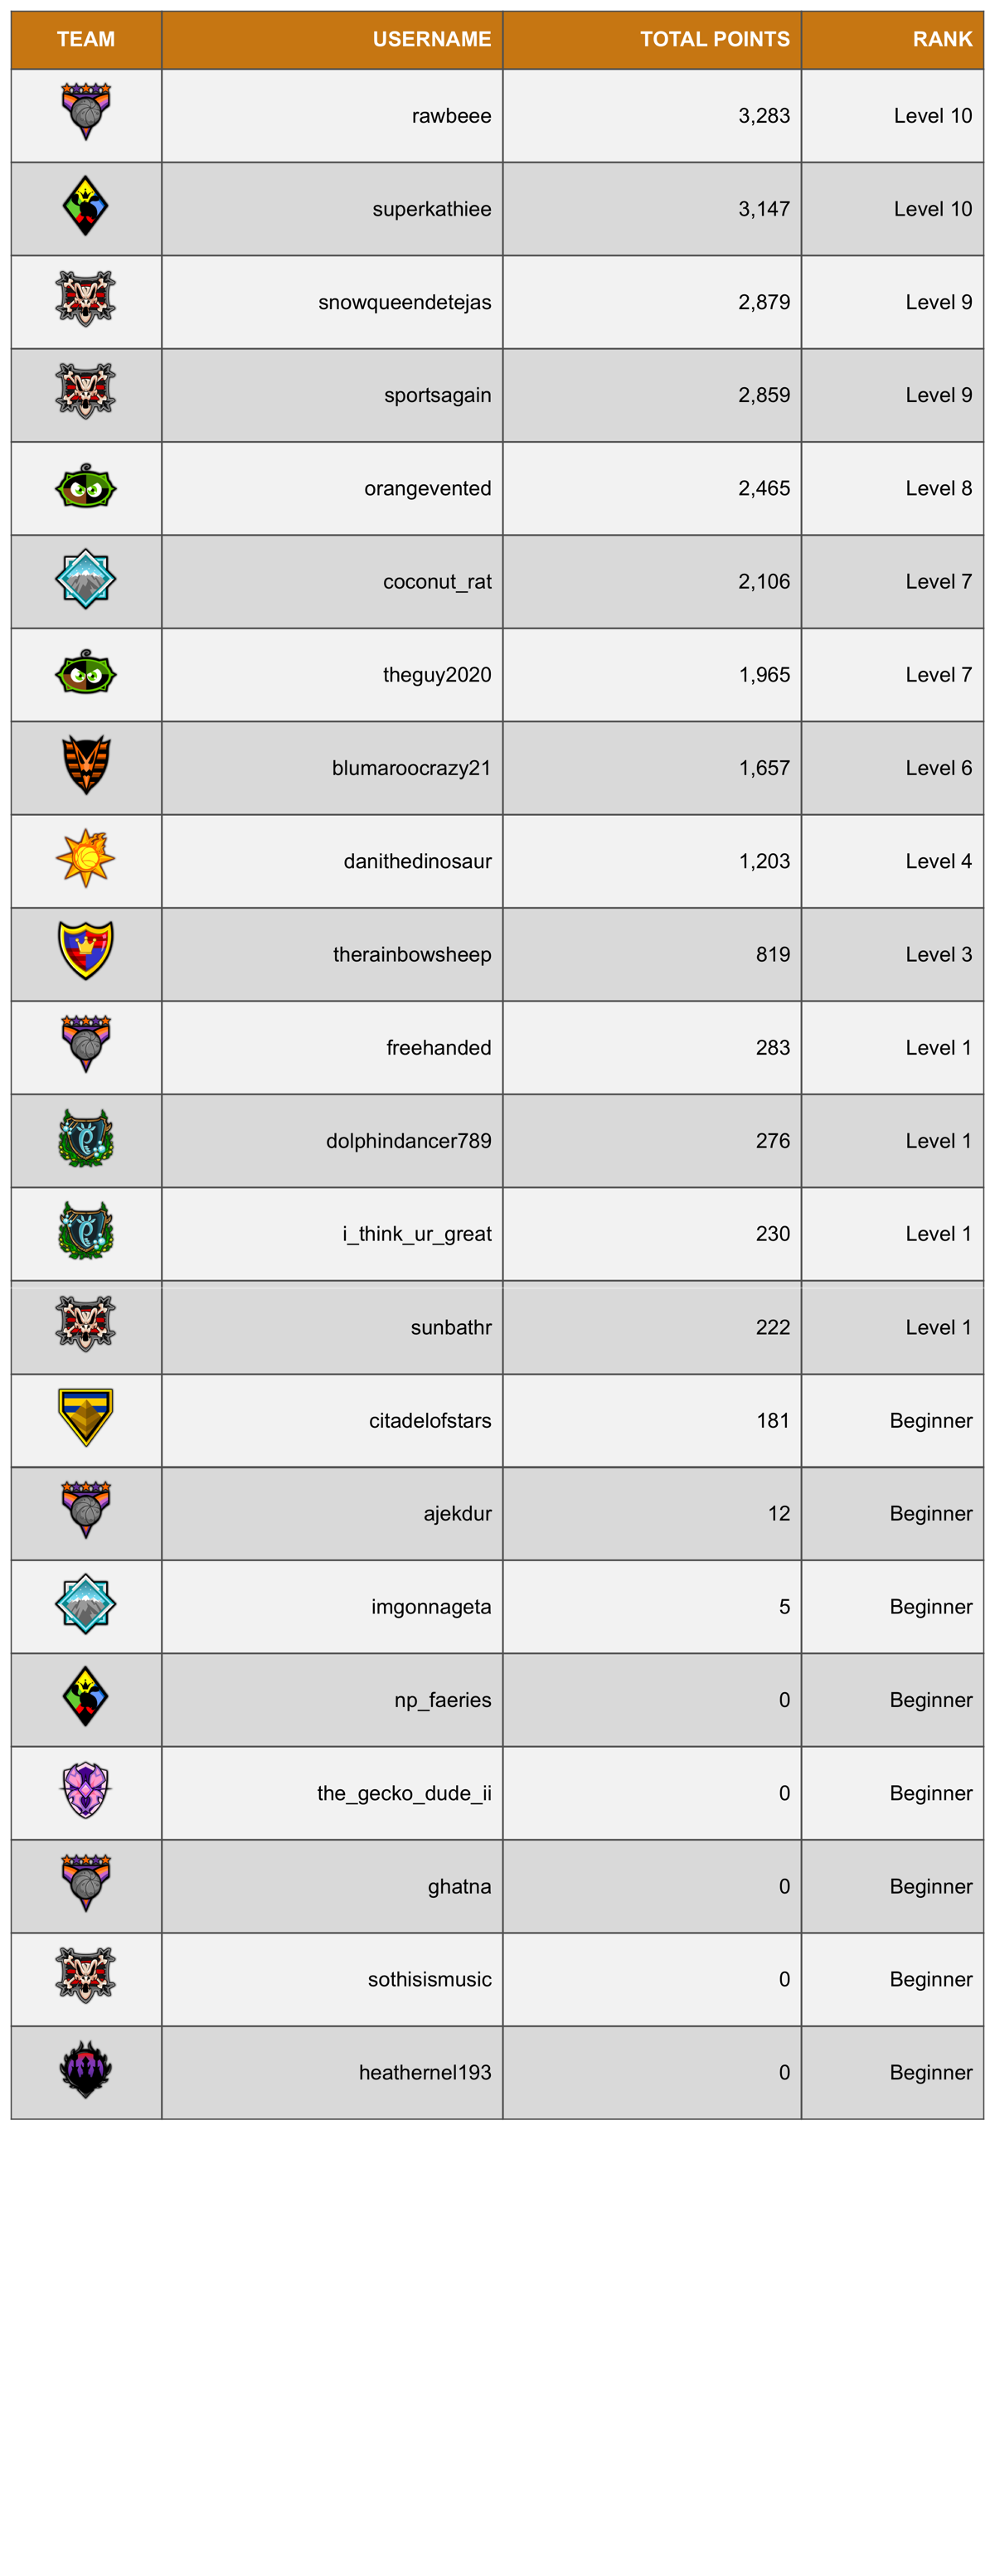 TEAM USERNAME TOTAL POINTS RANK
rawbeee 3,283 Level 10
superkathiee 3,147 Level 10
snowqueendetejas 2,879 Level 9
sportsagain 2,859 Level 9
orangevented 2,465 Level 8
coconut_rat 2,106 Level 7
theguy2020 1,965 Level 7
blumaroocrazy21 1,657 Level 6
danithedinosaur 1,203 Level 4
therainbowsheep 819 Level 3
freehanded 283 Level 1
dolphindancer789 276 Level 1
i_think_ur_great 230 Level 1
sunbathr 222 Level 1
citadelofstars 181 Beginner
ajekdur 12 Beginner
imgonnageta 5 Beginner
np_faeries 0 Beginner
the_gecko_dude_ii 0 Beginner
ghatna 0 Beginner
sothisismusic 0 Beginner
heathernel193 0 Beginner